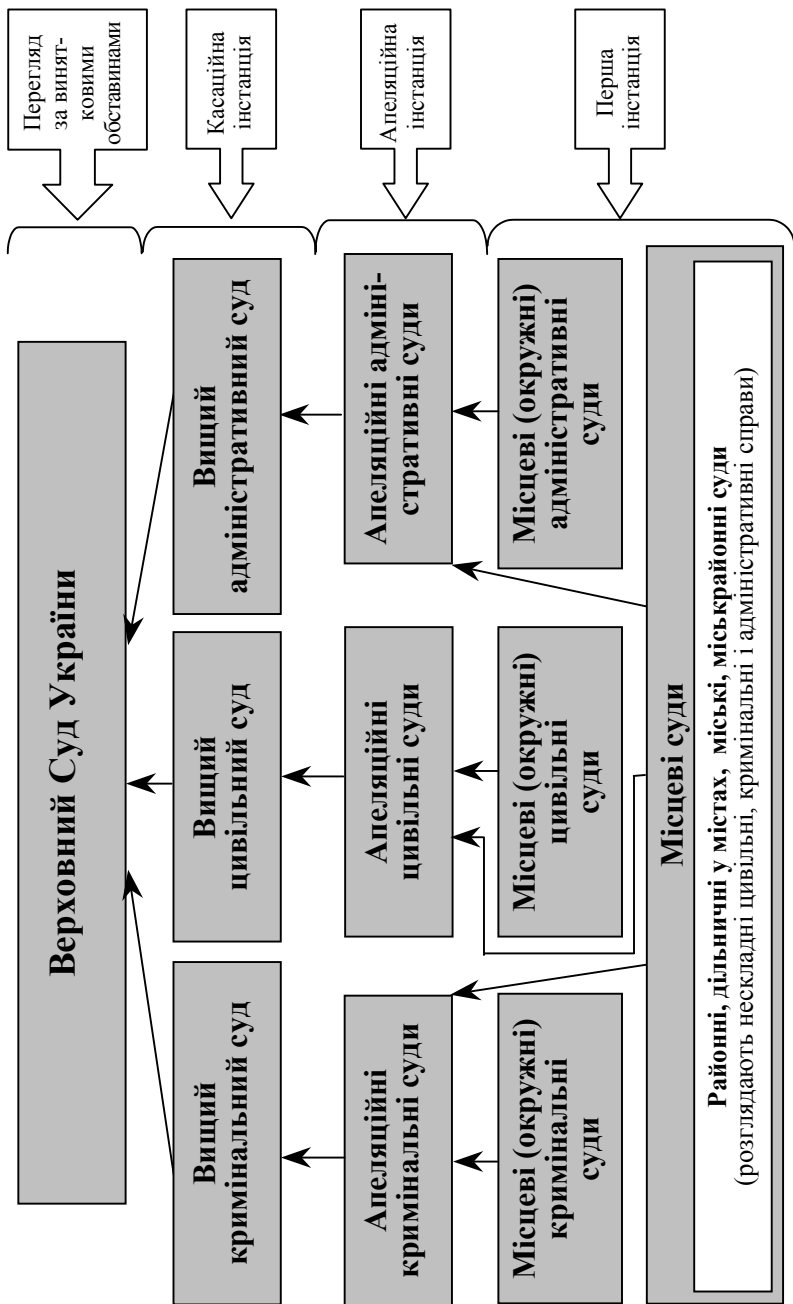 Верховний Суд України
Перегляд
за винят-
ковими
обставинами
Вищий
кримінальний суд
Вищий
цивільний суд
Вищий
адміністративний суд
Касаційна
інстанція
Апеляційні
кримінальні суди
Апеляційні
цивільні суди
Апеляційні адміні-
стративні суди
Апеляційна
інстанція
Місцеві (окружні)
кримінальні
суди
Місцеві (окружні)
цивільні
суди
Місцеві (окружні)
адміністративні
суди
Перша
інстанція
Місцеві суди
Районні, дільничні у містах, міські, міськрайонні суди
(розглядають нескладні цивільні, кримінальні і адміністративні справи)